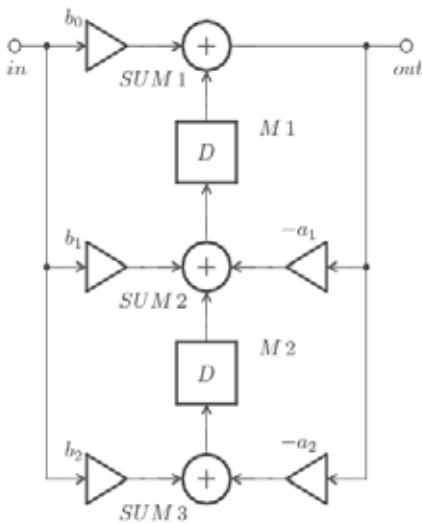 b₀
in
+
out
SUM 1
M 1
D
b₁
-a₁
+
SUM 2
M 2
D
b₂
-a₂
+
SUM 3